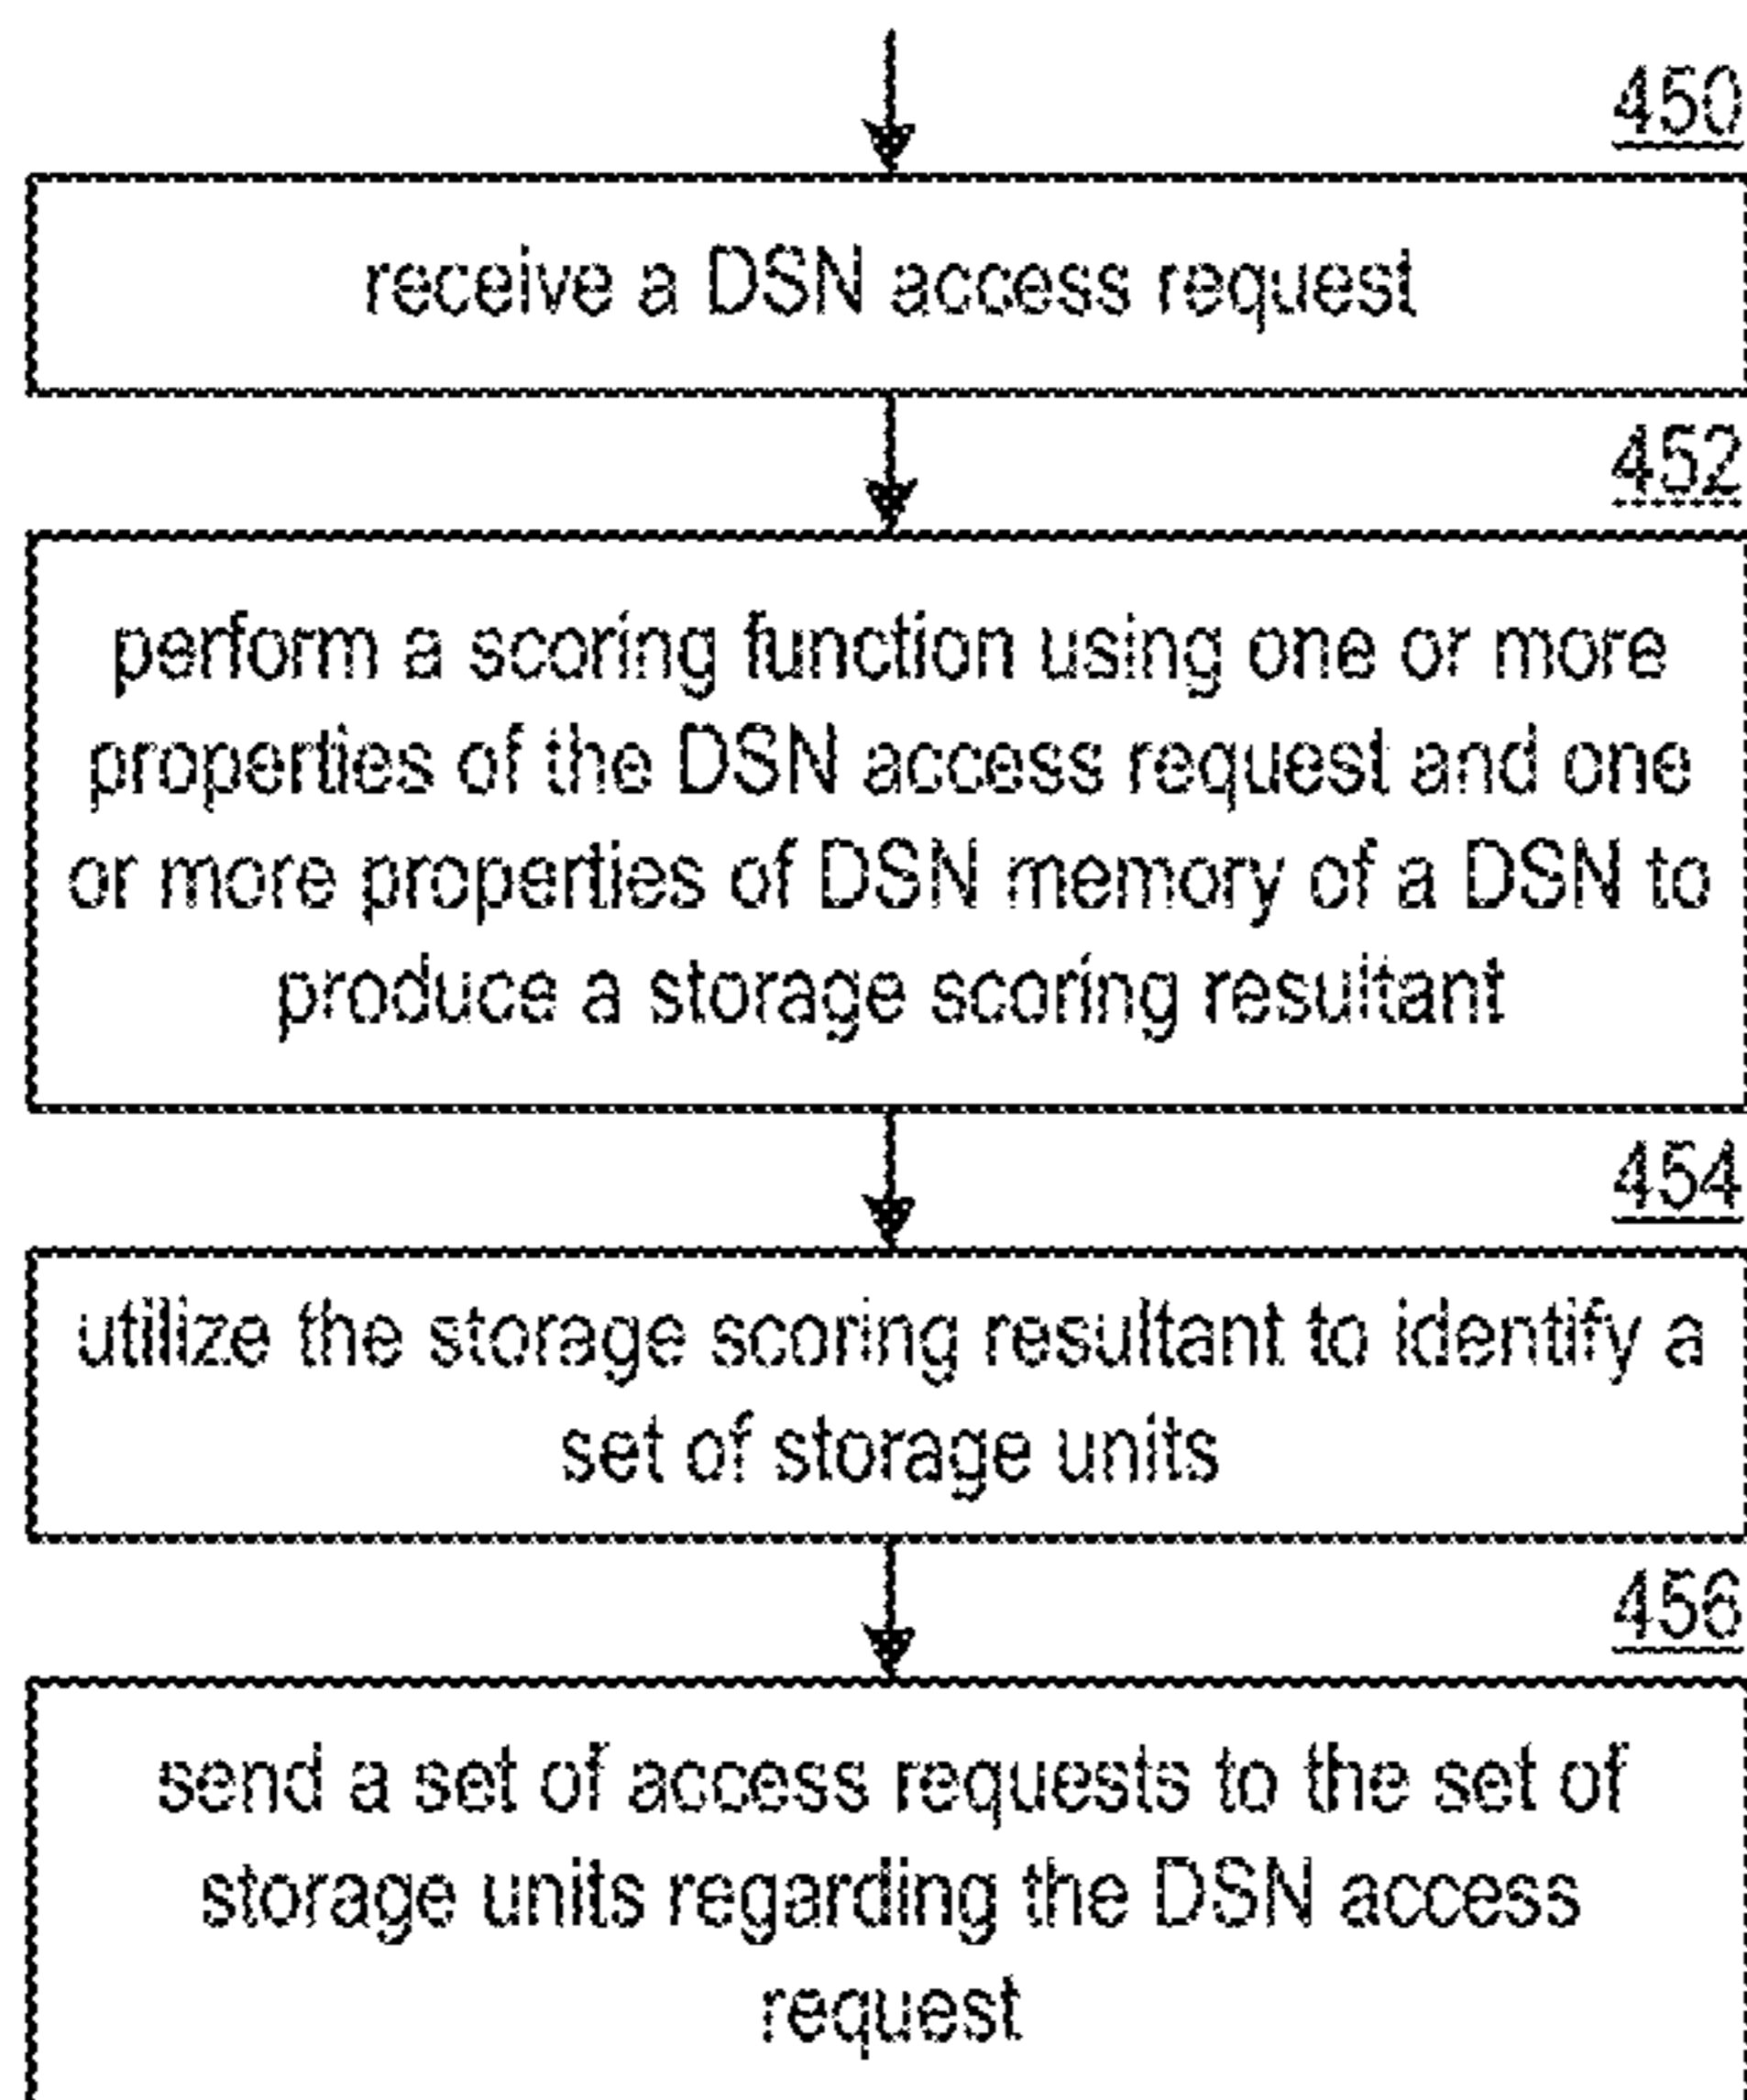 450
receive a DSN access request
452
perform a scoring function using one or more
properties of the DSN access request and one
or more properties of DSN memory of a DSN to
produce a storage scoring resultant
454
utilize the storage scoring resultant to identify a
set of storage units
456
send a set of access requests to the set of
storage units regarding the DSN access
request